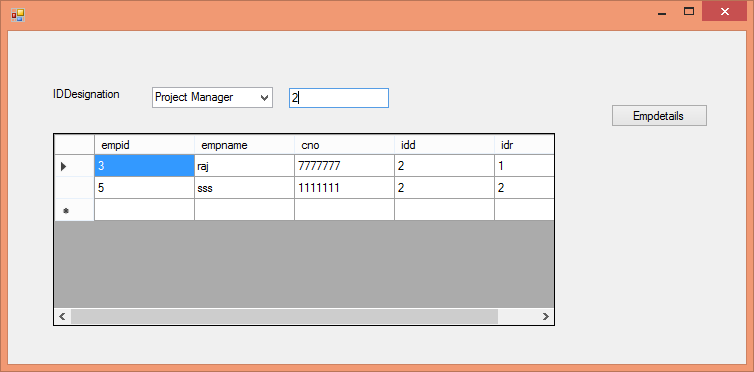 IDDesignation Project Manager 2
Empdetails
empid empname cno idd idr
3 raj 7777777 2 1
5 sss 1111111 2 2